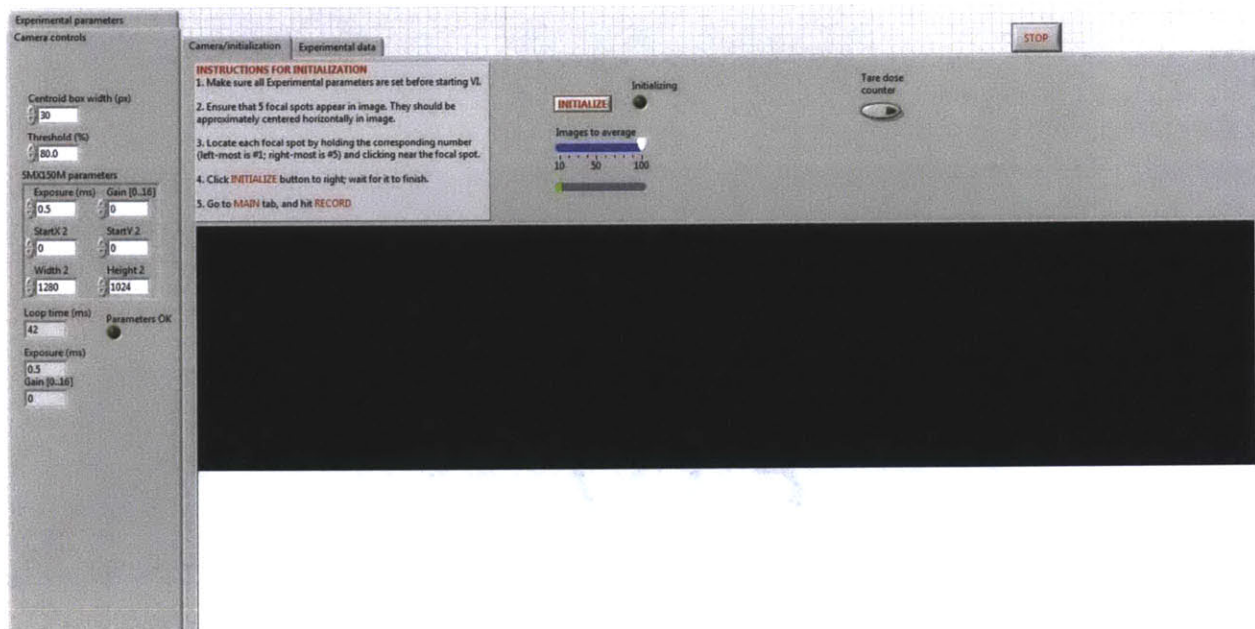 Experimental parameters
Camera controls
Centroid box width (px)
30
Threshold (%)
80.0
SMX150M parameters
Exposure (ms) Gain [0..16]
0.5 0
StartX 2 StartY 2
0 0
Width 2 Height 2
1280 1024
Loop time (ms) Parameters OK
42
Exposure (ms)
0.5
Gain [0..16]
0
Camera/initialization Experimental data
STOP
INSTRUCTIONS FOR INITIALIZATION
1. Make sure all Experimental parameters are set before starting VI.
2. Ensure that 5 focal spots appear in image. They should be
approximately centered horizontally in image.
3. Locate each focal spot by holding the corresponding number
(left-most is #1; right-most is #5) and clicking near the focal spot.
4. Click INITIALIZE button to right; wait for it to finish.
5. Go to MAIN tab, and hit RECORD
INITIALIZE
Initializing
Images to average
10 50 100
Tare dose
counter